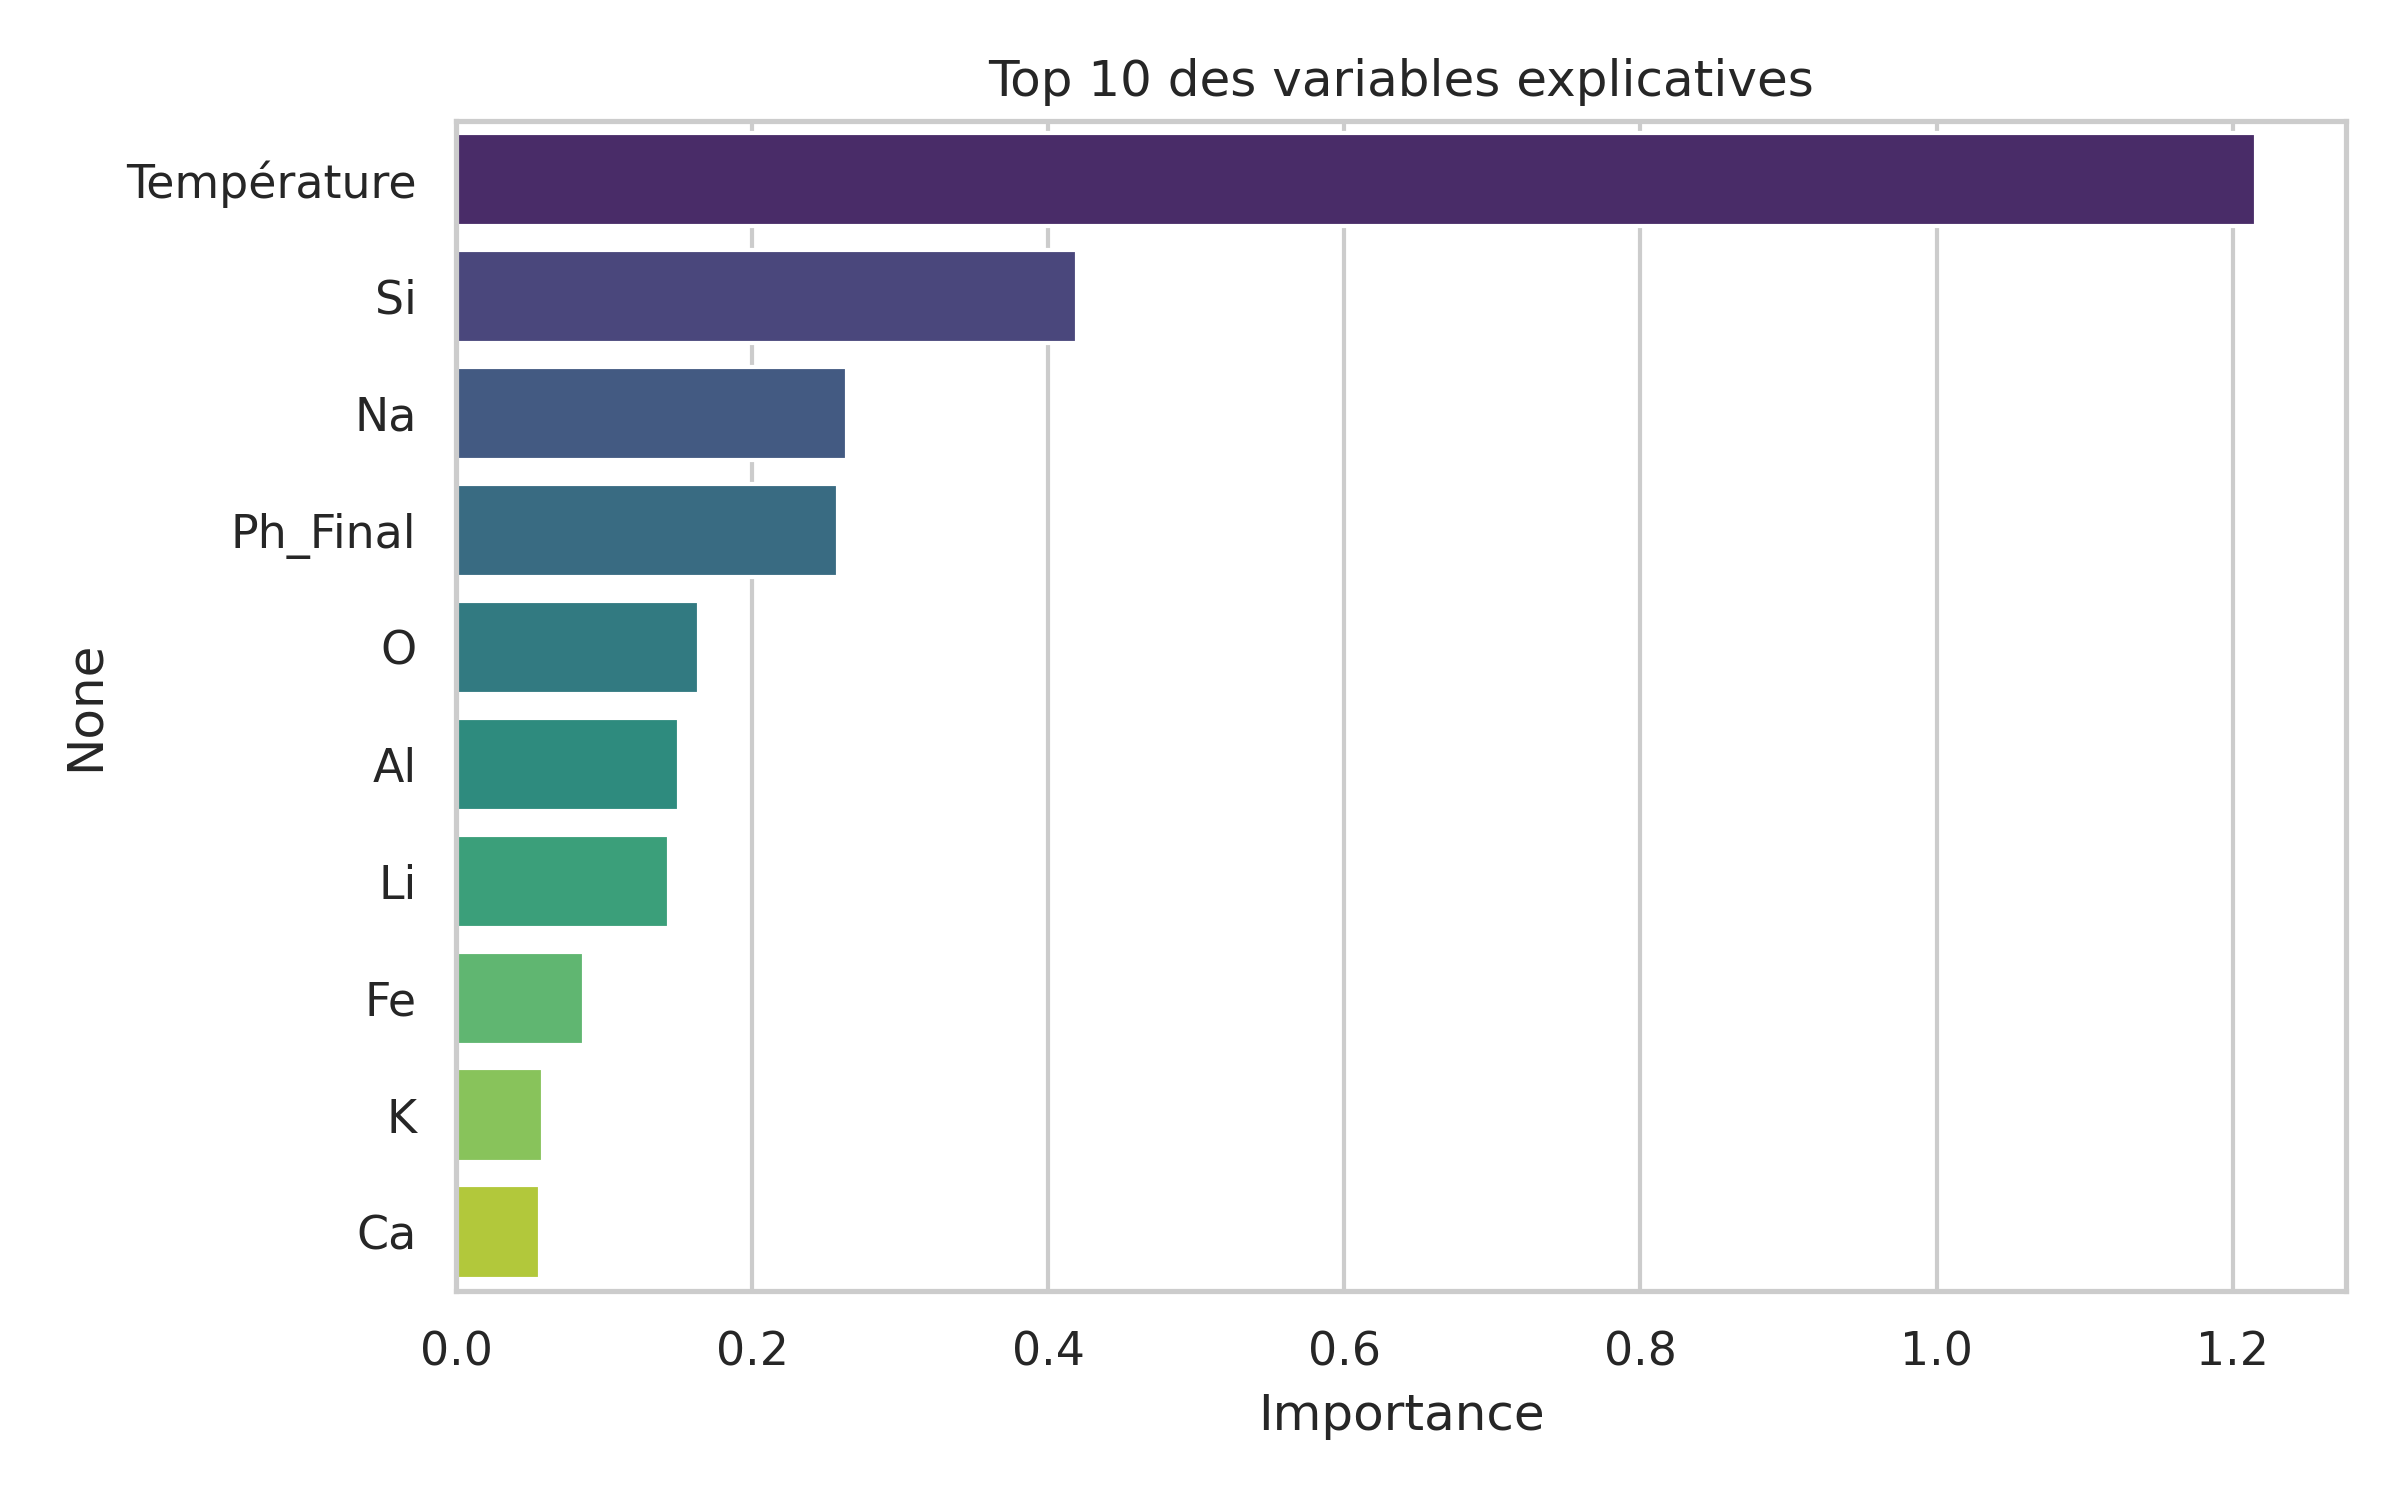 Top 10 des variables explicatives
Température
Si
Na
Ph_Final
O
Al
Li
Fe
K
Ca
None
0.0 0.2 0.4 0.6 0.8 1.0 1.2
Importance